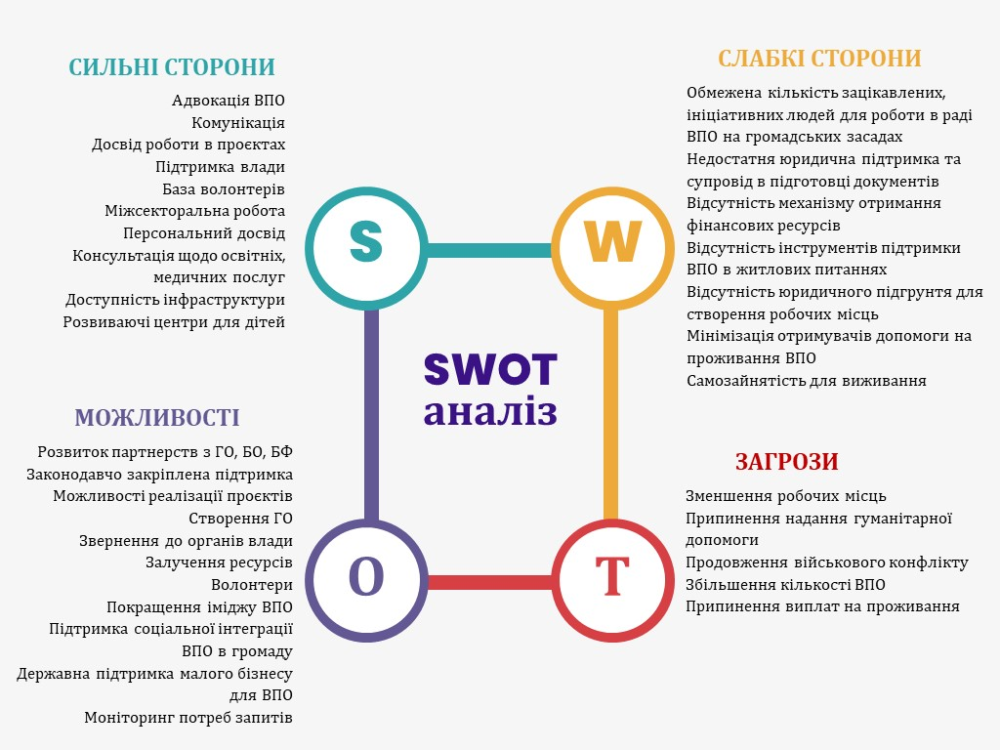 СИЛЬНІ СТОРОНИ
Адвокація ВПО
Комунікація
Досвід роботи в проєктах
Підтримка влади
База волонтерів
Міжсекторальна робота
Персональний досвід
Консультація щодо освітніх,
медичних послуг
Доступність інфраструктури
Розвиваючі центри для дітей
СЛАБКІ СТОРОНИ
Обмежена кількість зацікавлених,
ініціативних людей для роботи в раді
ВПО на громадських засадах
Недостатня юридична підтримка та
супровід в підготовці документів
Відсутність механізму отримання
фінансових ресурсів
Відсутність інструментів підтримки
ВПО в житлових питаннях
Відсутність юридичного підгрунтя для
створення робочих місць
Мінімізація отримувачів допомоги на
проживання ВПО
Самозайнятість для виживання
S
W
SWOT
аналіз
O
T
МОЖЛИВОСТІ
Розвиток партнерств з ГО, БО, БФ
Законодавчо закріплена підтримка
Можливості реалізації проєктів
Створення ГО
Звернення до органів влади
Залучення ресурсів
Волонтери
Покращення іміджу ВПО
Підтримка соціальної інтеграції
ВПО в громаду
Державна підтримка малого бізнесу
для ВПО
Моніторинг потреб запитів
ЗАГРОЗИ
Зменшення робочих місць
Припинення надання гуманітарної
допомоги
Продовження військового конфлікту
Збільшення кількості ВПО
Припинення виплат на проживання